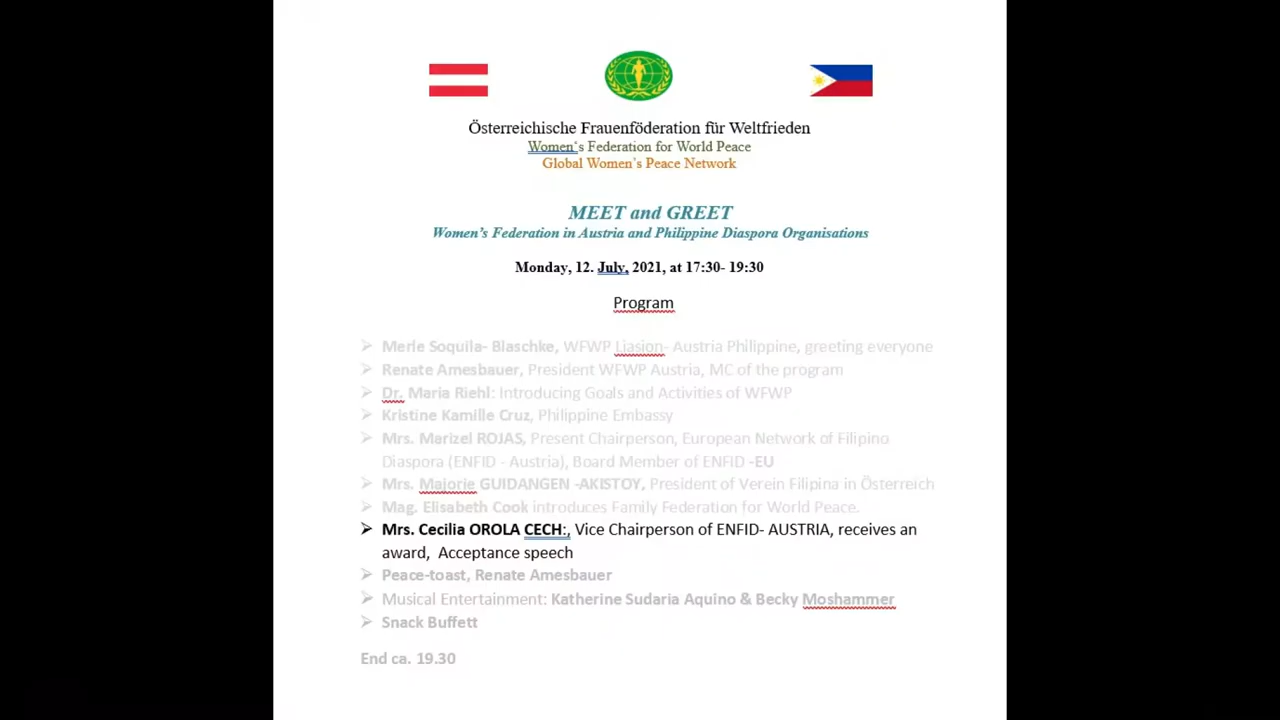 Österreichische Frauenföderation für Weltfrieden
Women‘s Federation for World Peace
Global Women’s Peace Network
MEET and GREET
Women’s Federation in Austria and Philippine Diaspora Organisations
Monday, 12. July, 2021, at 17:30- 19:30
Program
➢ Merle Soquila- Blaschke, WFWP Liasion- Austria Philippine, greeting everyone
➢ Renate Amesbauer, President WFWP Austria, MC of the program
➢ Dr. Maria Riehl: Introducing Goals and Activities of WFWP
➢ Kristine Kamille Cruz, Philippine Embassy
➢ Mrs. Marizel ROJAS, Present Chairperson, European Network of Filipino
Diaspora (ENFID - Austria), Board Member of ENFID -EU
➢ Mrs. Majorie GUIDANGEN -AKISTOY, President of Verein Filipina in Österreich
➢ Mag. Elisabeth Cook introduces Family Federation for World Peace.
➢ Mrs. Cecilia OROLA CECH:, Vice Chairperson of ENFID- AUSTRIA, receives an
award, Acceptance speech
➢ Peace-toast, Renate Amesbauer
➢ Musical Entertainment: Katherine Sudaria Aquino & Becky Moshammer
➢ Snack Buffett
End ca. 19.30